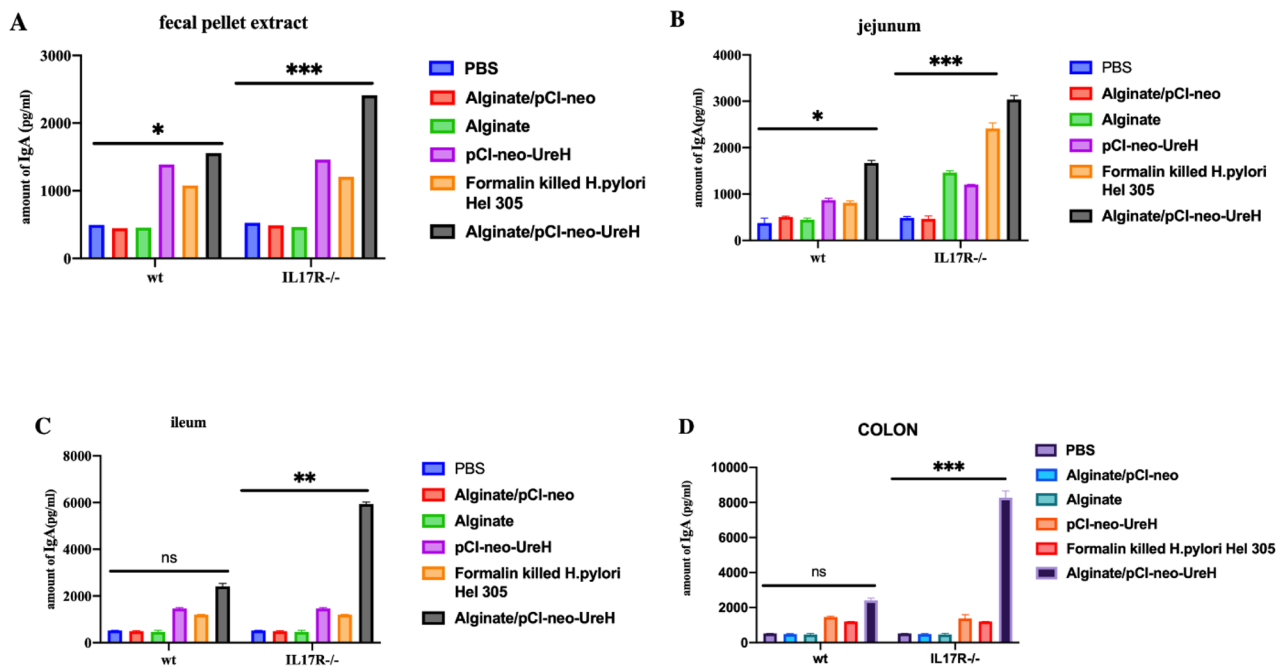 A
fecal pellet extract
amount of IgA (pg/ml)
3000
2000
1000
0
*
***
wt
IL17R-/-
PBS
Alginate/pCI-neo
Alginate
pCI-neo-UreH
Formalin killed H.pylori
Hel 305
Alginate/pCI-neo-UreH
B
jejunum
amount of IgA(pg/ml)
4000
3000
2000
1000
0
*
***
wt
IL17R-/-
PBS
Alginate/pCI-neo
Alginate
pCI-neo-UreH
Formalin killed H.pylori
Hel 305
Alginate/pCI-neo-UreH
C
ileum
amount of IgA(pg/ml)
8000
6000
4000
2000
0
ns
**
wt
IL17R-/-
PBS
Alginate/pCI-neo
Alginate
pCI-neo-UreH
Formalin killed H.pylori
Hel 305
Alginate/pCI-neo-UreH
D
COLON
amount of IgA(pg/ml)
10000
8000
6000
4000
2000
0
ns
***
wt
IL17R-/-
PBS
Alginate/pCI-neo
Alginate
pCI-neo-UreH
Formalin killed H.pylori Hel 305
Alginate/pCI-neo-UreH